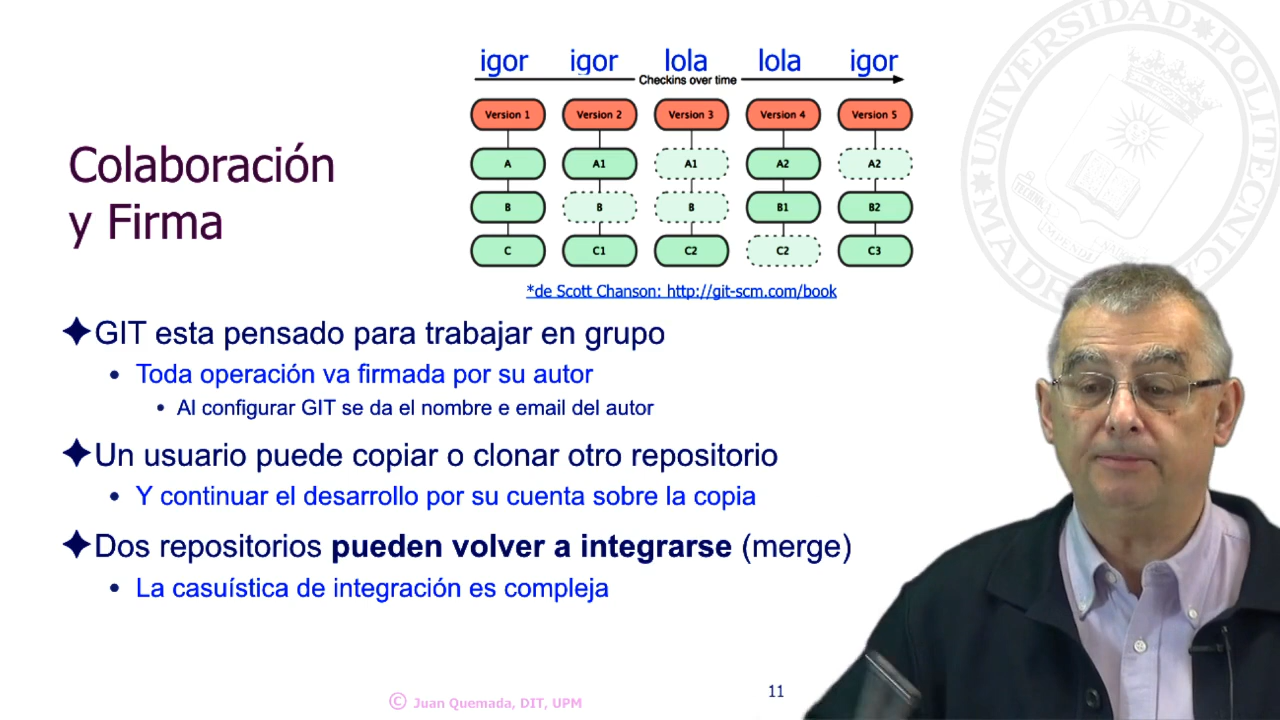 igor igor lola lola igor
Checkins over time
Version 1 Version 2 Version 3 Version 4 Version 5
A A1 A1 A2 A2
B B B B1 B2
C C1 C2 C2 C3
*de Scott Chanson: http://git-scm.com/book
Colaboración
y Firma
GIT esta pensado para trabajar en grupo
• Toda operación va firmada por su autor
• Al configurar GIT se da el nombre e email del autor
Un usuario puede copiar o clonar otro repositorio
• Y continuar el desarrollo por su cuenta sobre la copia
Dos repositorios pueden volver a integrarse (merge)
• La casuística de integración es compleja
© Juan Quemada, DIT, UPM
11
UNIVERSIDAD POLITÉCNICA
MADRID